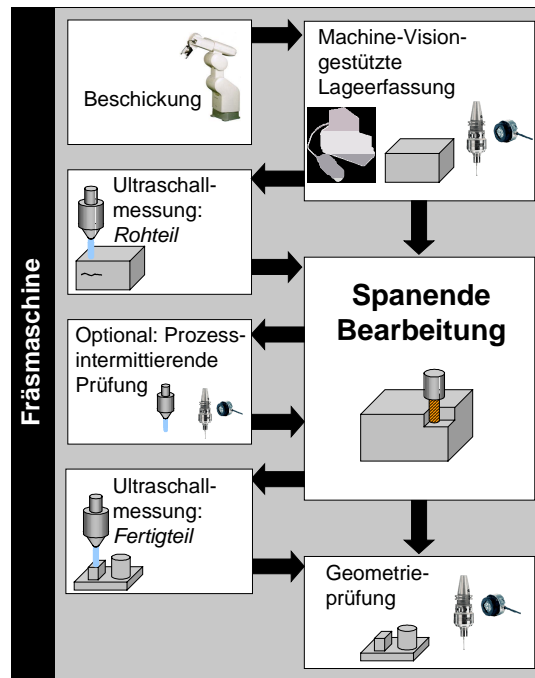 Fräsmaschine
Beschickung
Machine-Vision-
gestützte
Lageerfassung
Ultraschall-
messung:
Rohteil
Spanende
Bearbeitung
Optional: Prozess-
intermittierende
Prüfung
Ultraschall-
messung:
Fertigteil
Geometrie-
prüfung